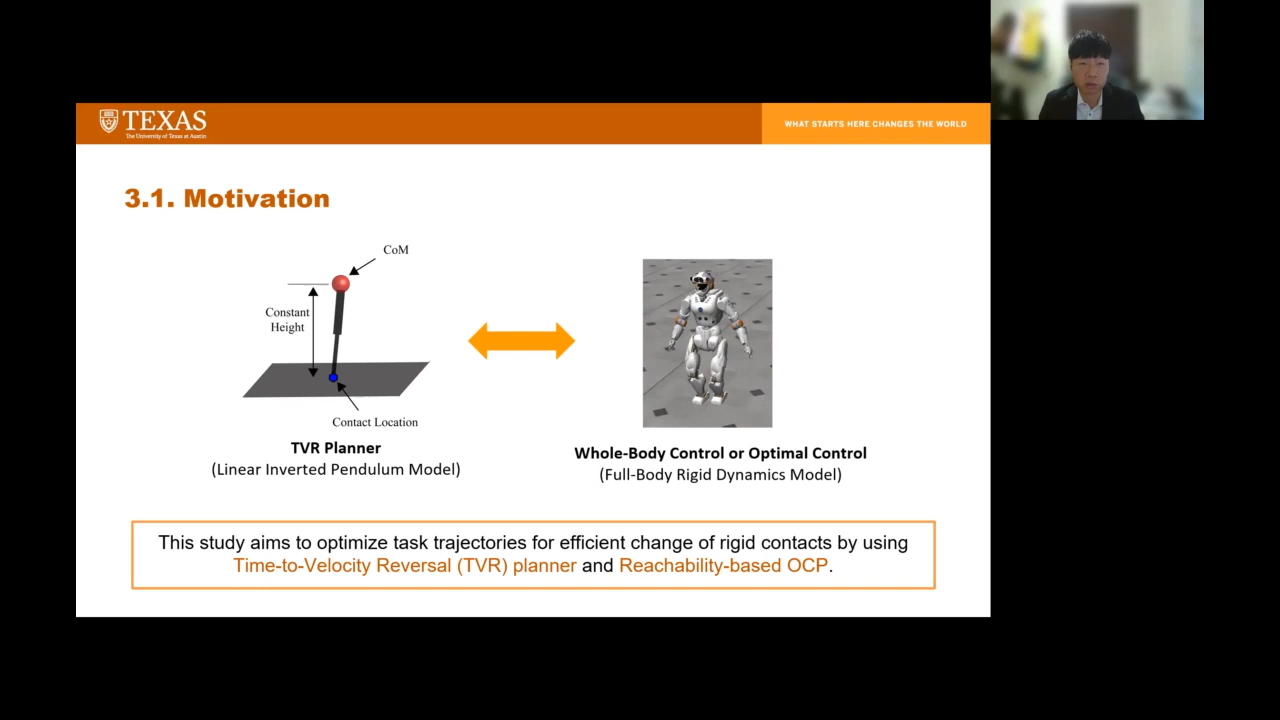 TEXAS
The University of Texas at Austin
WHAT STARTS HERE CHANGES THE WORLD
3.1. Motivation
CoM
Constant
Height
Contact Location
TVR Planner
(Linear Inverted Pendulum Model)
Whole-Body Control or Optimal Control
(Full-Body Rigid Dynamics Model)
This study aims to optimize task trajectories for efficient change of rigid contacts by using
Time-to-Velocity Reversal (TVR) planner and Reachability-based OCP.